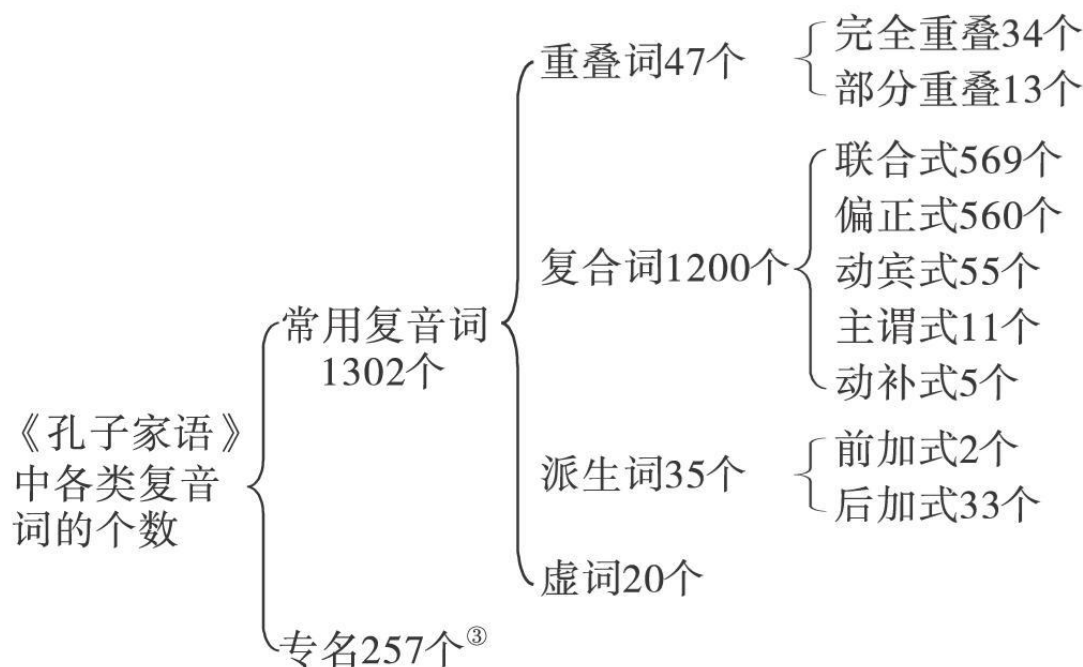 重叠词47个
完全重叠34个
部分重叠13个
复合词1200个
联合式569个
偏正式560个
动宾式55个
主谓式11个
动补式5个
常用复音词
1302个
派生词35个
前加式2个
后加式33个
虚词20个
《孔子家语》
中各类复音
词的个数
专名257个③